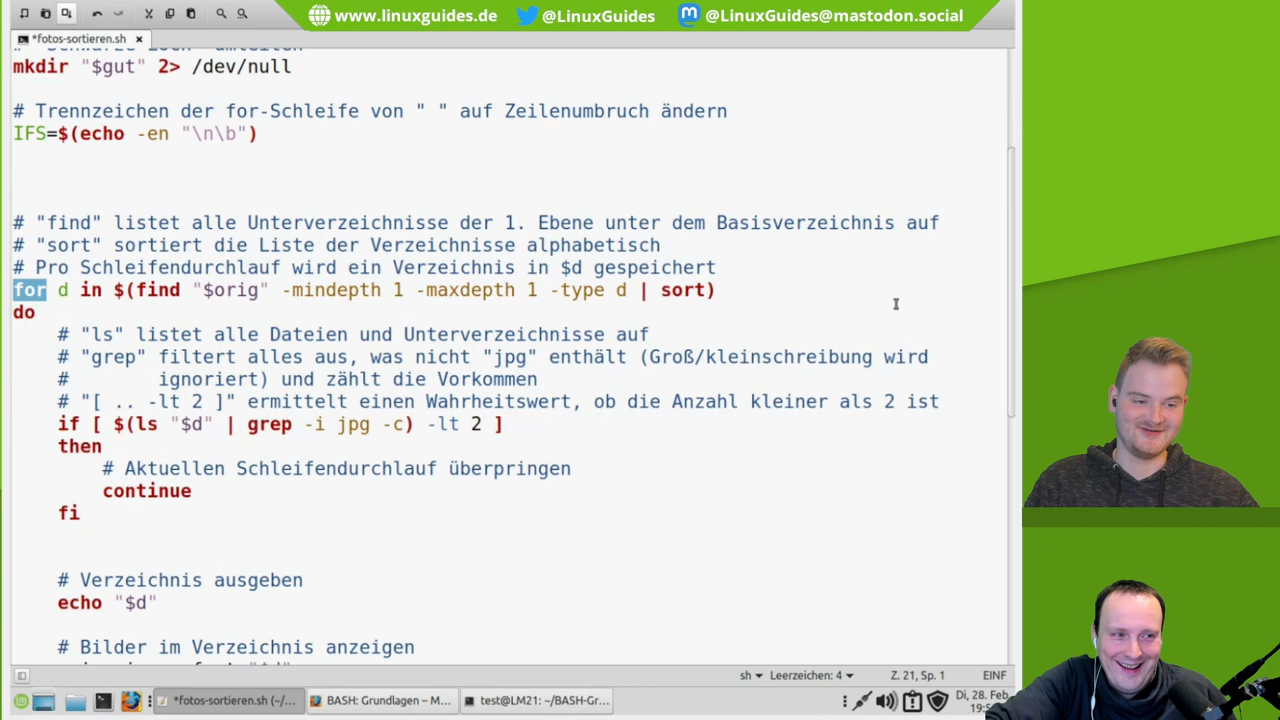 www.linuxguides.de @LinuxGuides @LinuxGuides@mastodon.social
*fotos-sortieren.sh ×
mkdir "$gut" 2> /dev/null
# Trennzeichen der for-Schleife von " " auf Zeilenumbruch ändern
IFS=$(echo -en "\n\b")
# "find" listet alle Unterverzeichnisse der 1. Ebene unter dem Basisverzeichnis auf
# "sort" sortiert die Liste der Verzeichnisse alphabetisch
# Pro Schleifendurchlauf wird ein Verzeichnis in $d gespeichert
for d in $(find "$orig" -mindepth 1 -maxdepth 1 -type d | sort)
do
# "ls" listet alle Dateien und Unterverzeichnisse auf
# "grep" filtert alles aus, was nicht "jpg" enthält (Groß/kleinschreibung wird
# ignoriert) und zählt die Vorkommen
# "[ .. -lt 2 ]" ermittelt einen Wahrheitswert, ob die Anzahl kleiner als 2 ist
if [ $(ls "$d" | grep -i jpg -c) -lt 2 ]
then
# Aktuellen Schleifendurchlauf überpringen
continue
fi
# Verzeichnis ausgeben
echo "$d"
# Bilder im Verzeichnis anzeigen
sh Leerzeichen: 4 Z. 21, Sp. 1 EINF
*fotos-sortieren.sh (~/... BASH: Grundlagen – M... test@LM21: ~/BASH-Gr... Di, 28. Feb,